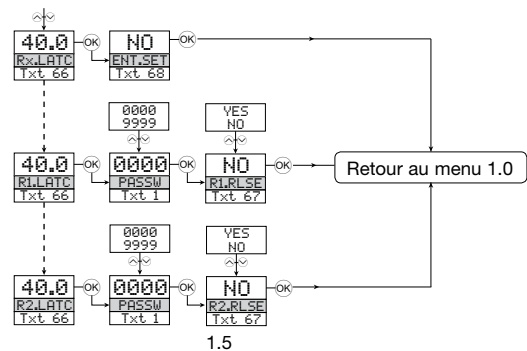 40.0 OK NO OK
Rx.LATC ENT.SET
Txt 66 Txt 68
0000 YES
9999 NO
40.0 OK 0000 OK NO OK Retour au menu 1.0
R1.LATC PASSW R1.RLSE
Txt 66 Txt 1 Txt 67
0000 YES
9999 NO
40.0 OK 0000 OK NO OK
R2.LATC PASSW R2.RLSE
Txt 66 Txt 1 Txt 67
1.5